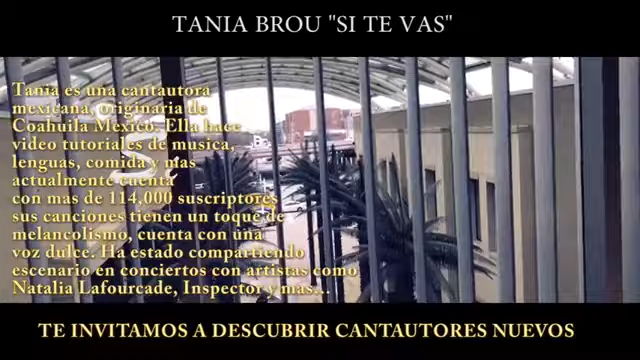 TANIA BROU "SI TE VAS"
Tania es una cantautora
mexicana, originaria de
Coahuila Mexico. Ella hace
video tutoriales de musica,
lenguas, comida y mas
actualmente cuenta
con mas de 114,000 suscriptores
sus canciones tienen un toque de
melancolismo, cuenta con una
voz dulce. Ha estado compartiendo
escenario en conciertos con artistas como
Natalia Lafourcade, Inspector y mas...
TE INVITAMOS A DESCUBRIR CANTAUTORES NUEVOS